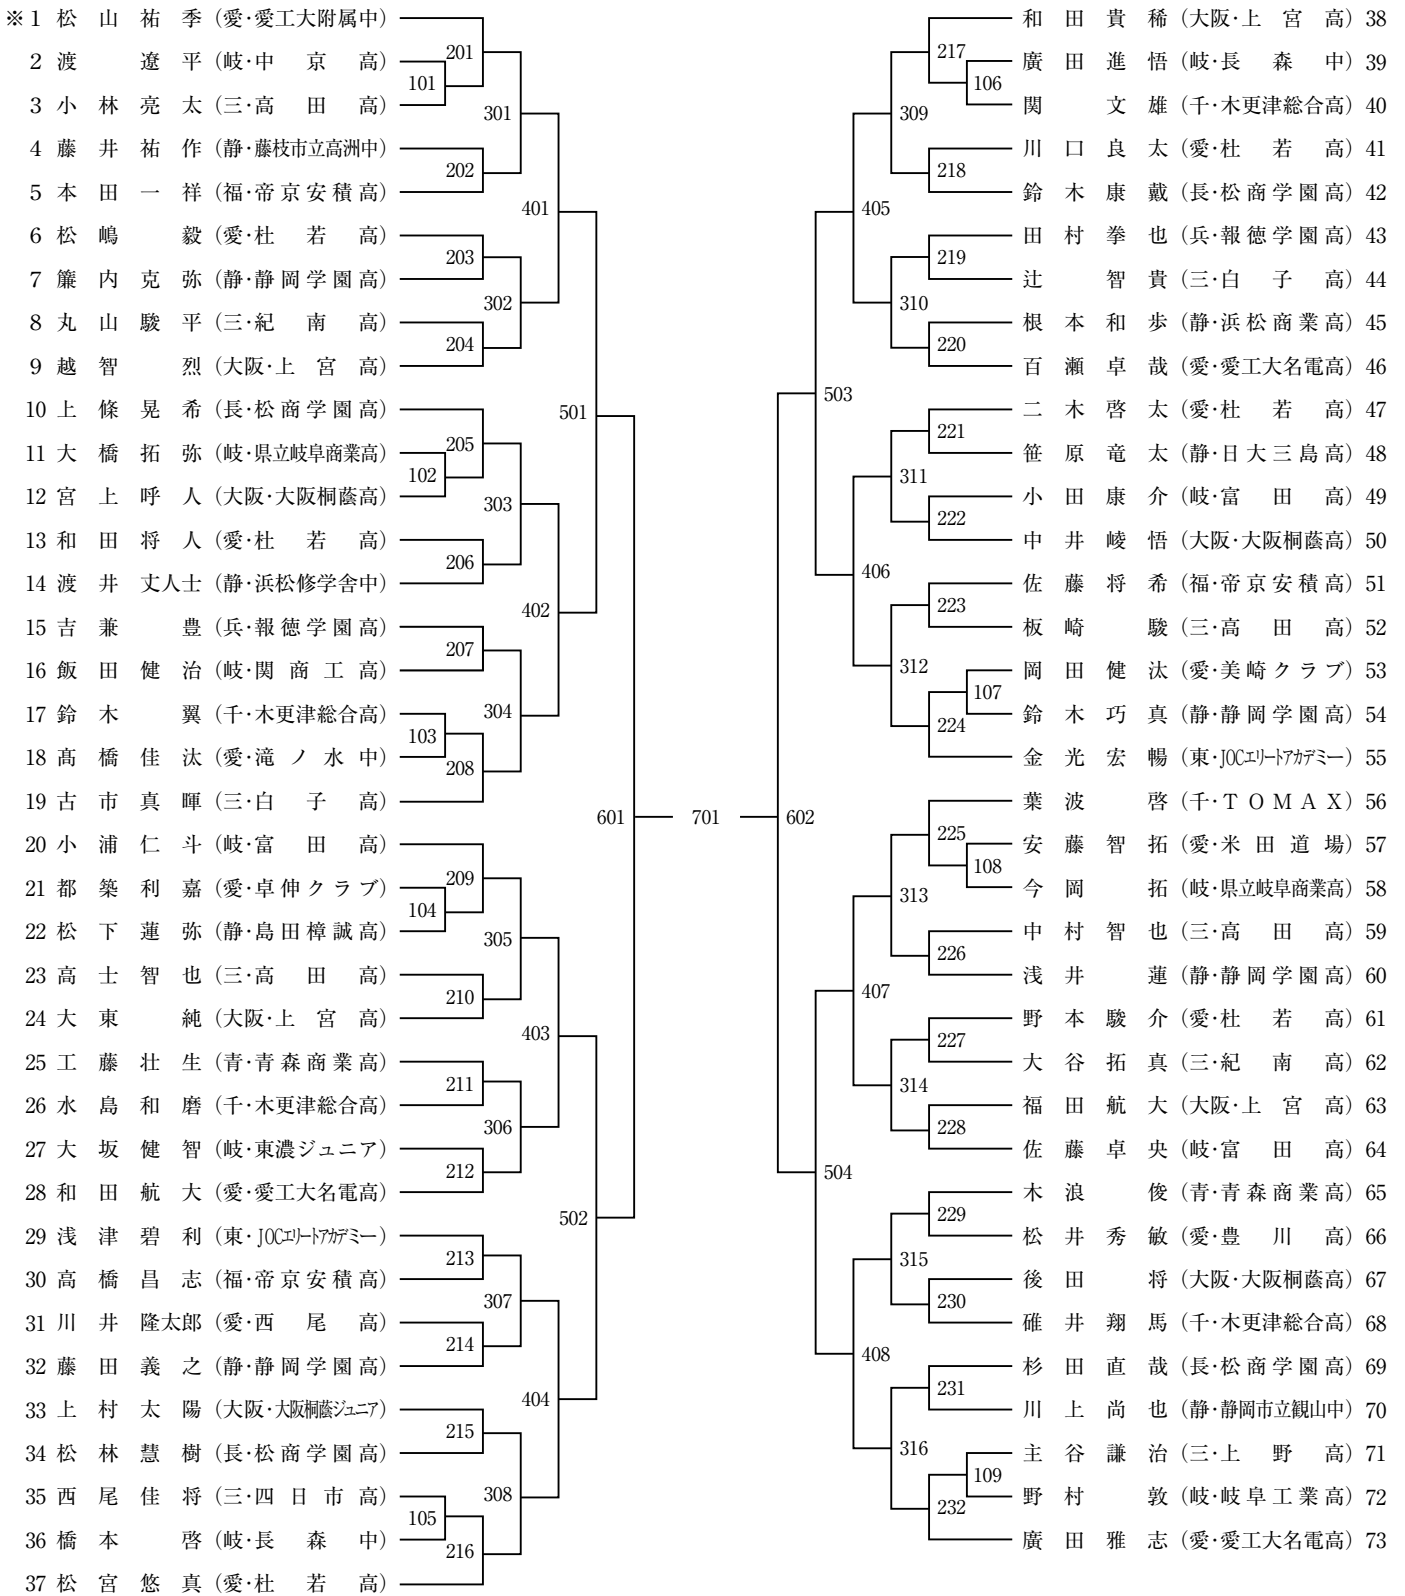 ※1 松山祐季 (愛・愛工大附属中)
2 渡遼平 (岐・中京高)
3 小林亮太 (三・高田高)
4 藤井祐作 (静・藤枝市立高洲中)
5 本田一祥 (福・帝京安積高)
6 松嶋毅 (愛・杜若高)
7 簾内克弥 (静・静岡学園高)
8 丸山駿平 (三・紀南高)
9 越智烈 (大阪・上宮高)
10 上條晃希 (長・松商学園高)
11 大橋拓弥 (岐・県立岐阜商業高)
12 宮上呼人 (大阪・大阪桐蔭高)
13 和田将人 (愛・杜若高)
14 渡井丈人士 (静・浜松修学舎中)
15 吉兼豊 (兵・報徳学園高)
16 飯田健治 (岐・関商工高)
17 鈴木翼 (千・木更津総合高)
18 髙橋佳汰 (愛・滝ノ水中)
19 古市真暉 (三・白子高)
20 小浦仁斗 (岐・富田高)
21 都築利嘉 (愛・卓伸クラブ)
22 松下蓮弥 (静・島田樟誠高)
23 高士智也 (三・高田高)
24 大東純 (大阪・上宮高)
25 工藤壮生 (青・青森商業高)
26 水島和磨 (千・木更津総合高)
27 大坂健智 (岐・東濃ジュニア)
28 和田航大 (愛・愛工大名電高)
29 浅津碧利 (東・JOCエリートアカデミー)
30 高橋昌志 (福・帝京安積高)
31 川井隆太郎 (愛・西尾高)
32 藤田義之 (静・静岡学園高)
33 上村太陽 (大阪・大阪桐蔭ジュニア)
34 松林慧樹 (長・松商学園高)
35 西尾佳将 (三・四日市高)
36 橋本啓 (岐・長森中)
37 松宮悠真 (愛・杜若高)
101
102
103
104
105
201
202
203
204
205
206
207
208
209
210
211
212
213
214
215
216
301
302
303
304
305
306
307
308
401
402
403
404
501
502
601
701
602
503
504
405
406
407
408
309
310
311
312
313
314
315
316
217
218
219
220
221
222
223
224
225
226
227
228
229
230
231
232
106
107
108
109
和田貴稀 (大阪・上宮高) 38
廣田進悟 (岐・長森中) 39
関文雄 (千・木更津総合高) 40
川口良太 (愛・杜若高) 41
鈴木康戴 (長・松商学園高) 42
田村拳也 (兵・報徳学園高) 43
辻智貴 (三・白子高) 44
根本和歩 (静・浜松商業高) 45
百瀬卓哉 (愛・愛工大名電高) 46
二木啓太 (愛・杜若高) 47
笹原竜太 (静・日大三島高) 48
小田康介 (岐・富田高) 49
中井崚悟 (大阪・大阪桐蔭高) 50
佐藤将希 (福・帝京安積高) 51
板崎駿 (三・高田高) 52
岡田健汰 (愛・美崎クラブ) 53
鈴木巧真 (静・静岡学園高) 54
金光宏暢 (東・JOCエリートアカデミー) 55
葉波啓 (千・TOMAX) 56
安藤智拓 (愛・米田道場) 57
今岡拓 (岐・県立岐阜商業高) 58
中村智也 (三・高田高) 59
浅井蓮 (静・静岡学園高) 60
野本駿介 (愛・杜若高) 61
大谷拓真 (三・紀南高) 62
福田航大 (大阪・上宮高) 63
佐藤卓央 (岐・富田高) 64
木浪俊 (青・青森商業高) 65
松井秀敏 (愛・豊川高) 66
後田将 (大阪・大阪桐蔭高) 67
碓井翔馬 (千・木更津総合高) 68
杉田直哉 (長・松商学園高) 69
川上尚也 (静・静岡市立観山中) 70
主谷謙治 (三・上野高) 71
野村敦 (岐・岐阜工業高) 72
廣田雅志 (愛・愛工大名電高) 73